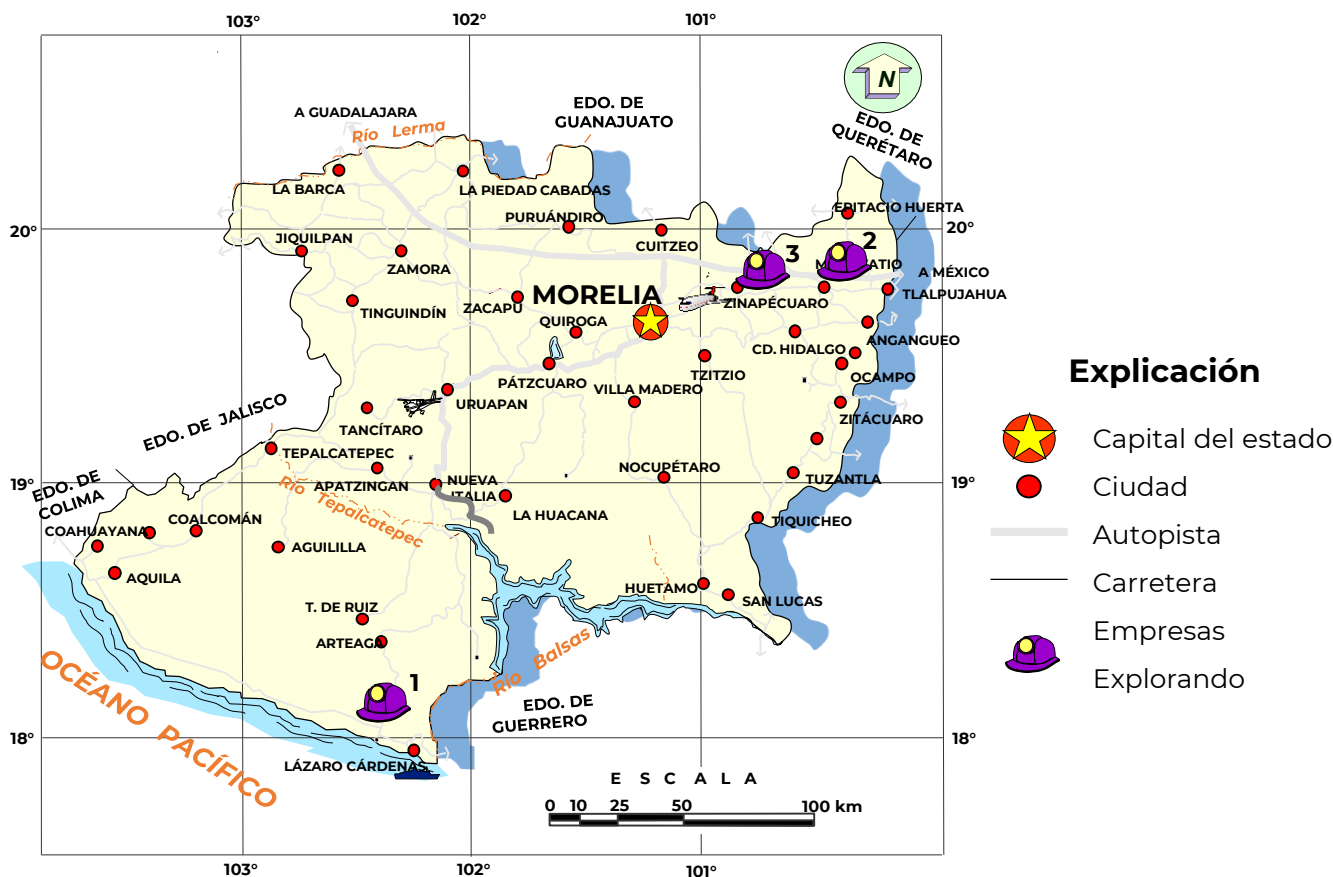 103°
102°
101°
A GUADALAJARA
Río Lerma
EDO. DE
GUANAJUATO
N
EDO. DE
QUERÉTARO
LA BARCA
LA PIEDAD CABADAS
PURUÁNDIRO
EPITACIO HUERTA
20°
20°
JIQUILPAN
ZAMORA
CUITZEO
3
2
A MÉXICO
TLALPUJAHUA
TINGUINDÍN
ZACAPU
MORELIA
ZINAPÉCUARO
QUIROGA
ANGANGUEO
CD. HIDALGO
PÁTZCUARO
TZITZIO
OCAMPO
VILLA MADERO
URUAPAN
ZITÁCUARO
TANCÍTARO
EDO. DE JALISCO
TEPALCATEPEC
APATZINGAN
NUEVA
ITALIA
NOCUPÉTARO
TUZANTLA
19°
19°
EDO. DE
COLIMA
Río Tepalcatepec
LA HUACANA
TIQUICHEO
COAHUAYANA
COALCOMÁN
AGUILILLA
AQUILA
HUETAMO
SAN LUCAS
T. DE RUIZ
ARTEAGA
Río Balsas
1
OCÉANO PACÍFICO
EDO. DE
GUERRERO
18°
18°
LÁZARO CÁRDENAS
E S C A L A
0 10 25 50 100 km
103°
102°
101°
Explicación
Capital del estado
Ciudad
Autopista
Carretera
Empresas
Explorando